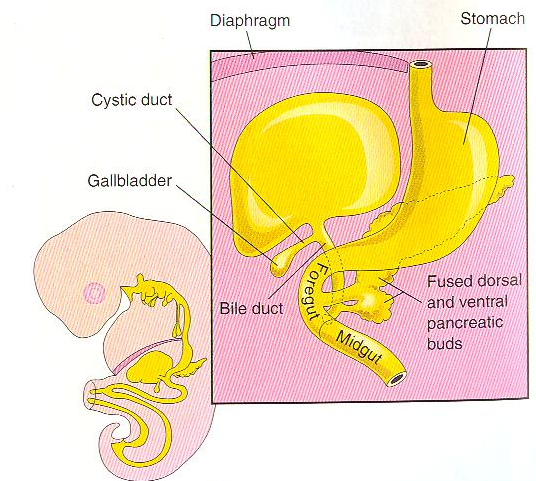 Diaphragm
Stomach
Cystic duct
Gallbladder
Bile duct
Foregut
Midgut
Fused dorsal
and ventral
pancreatic
buds